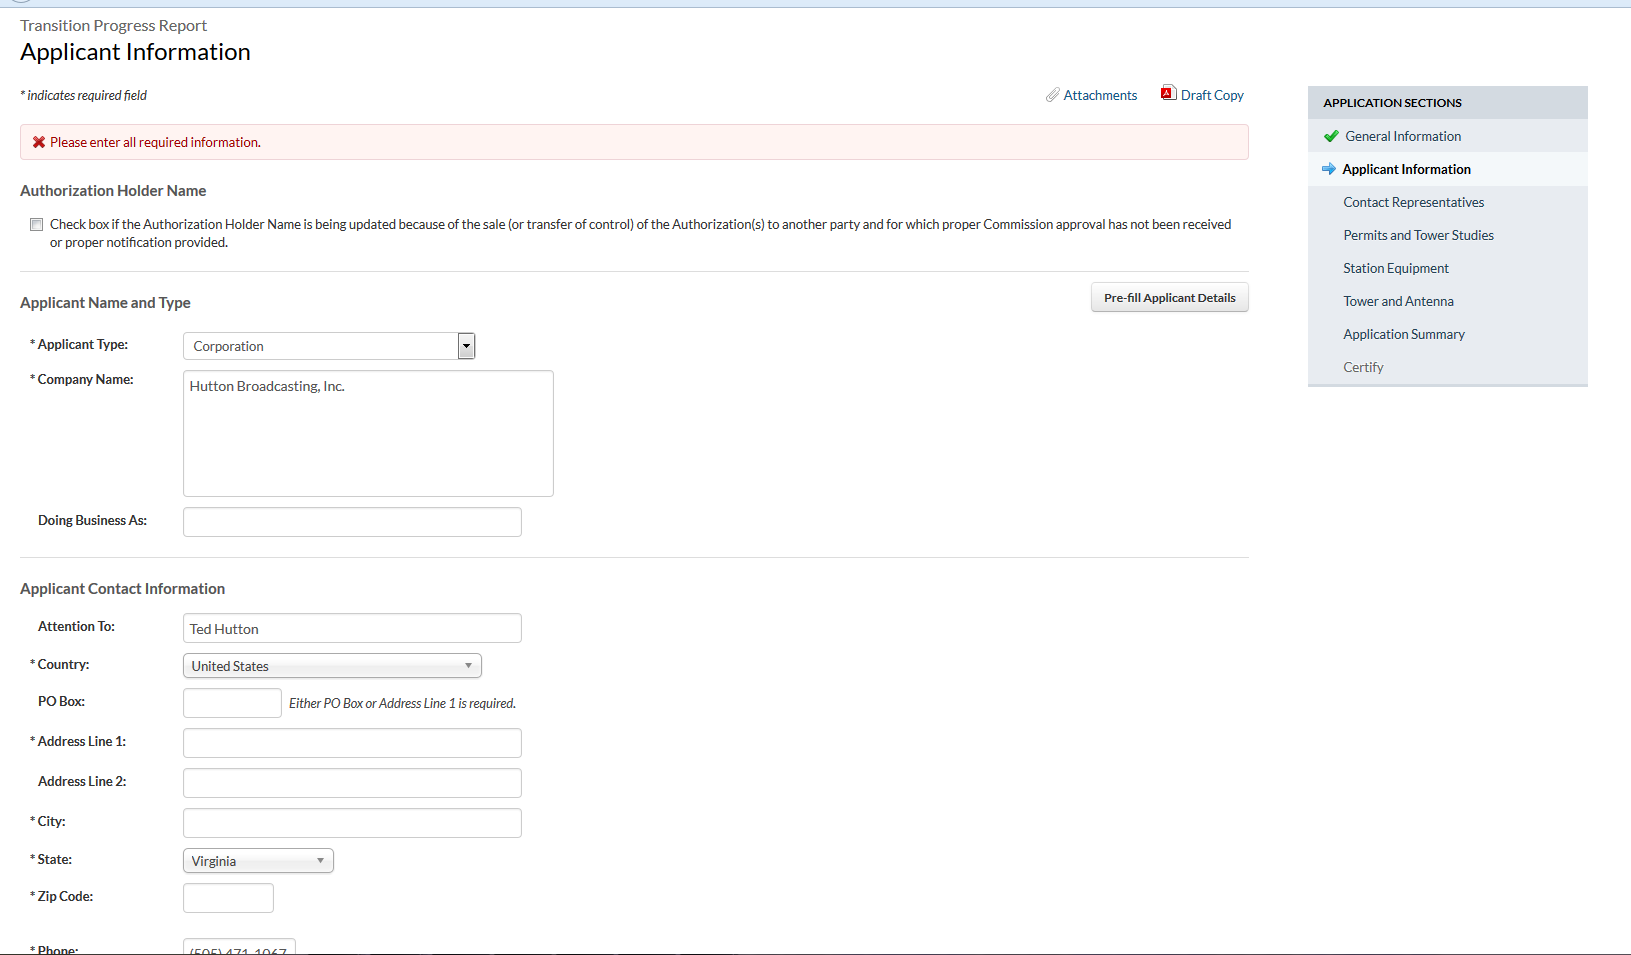 Transition Progress Report
Applicant Information
* indicates required field
Attachments
Draft Copy
Please enter all required information.
Authorization Holder Name
Check box if the Authorization Holder Name is being updated because of the sale (or transfer of control) of the Authorization(s) to another party and for which proper Commission approval has not been received
or proper notification provided.
Applicant Name and Type
Pre-fill Applicant Details
* Applicant Type:
Corporation
* Company Name:
Hutton Broadcasting, Inc.
Doing Business As:
Applicant Contact Information
Attention To:
Ted Hutton
* Country:
United States
PO Box:
Either PO Box or Address Line 1 is required.
* Address Line 1:
Address Line 2:
* City:
* State:
Virginia
* Zip Code:
* Phone:
(505) 471-1067
APPLICATION SECTIONS
General Information
Applicant Information
Contact Representatives
Permits and Tower Studies
Station Equipment
Tower and Antenna
Application Summary
Certify